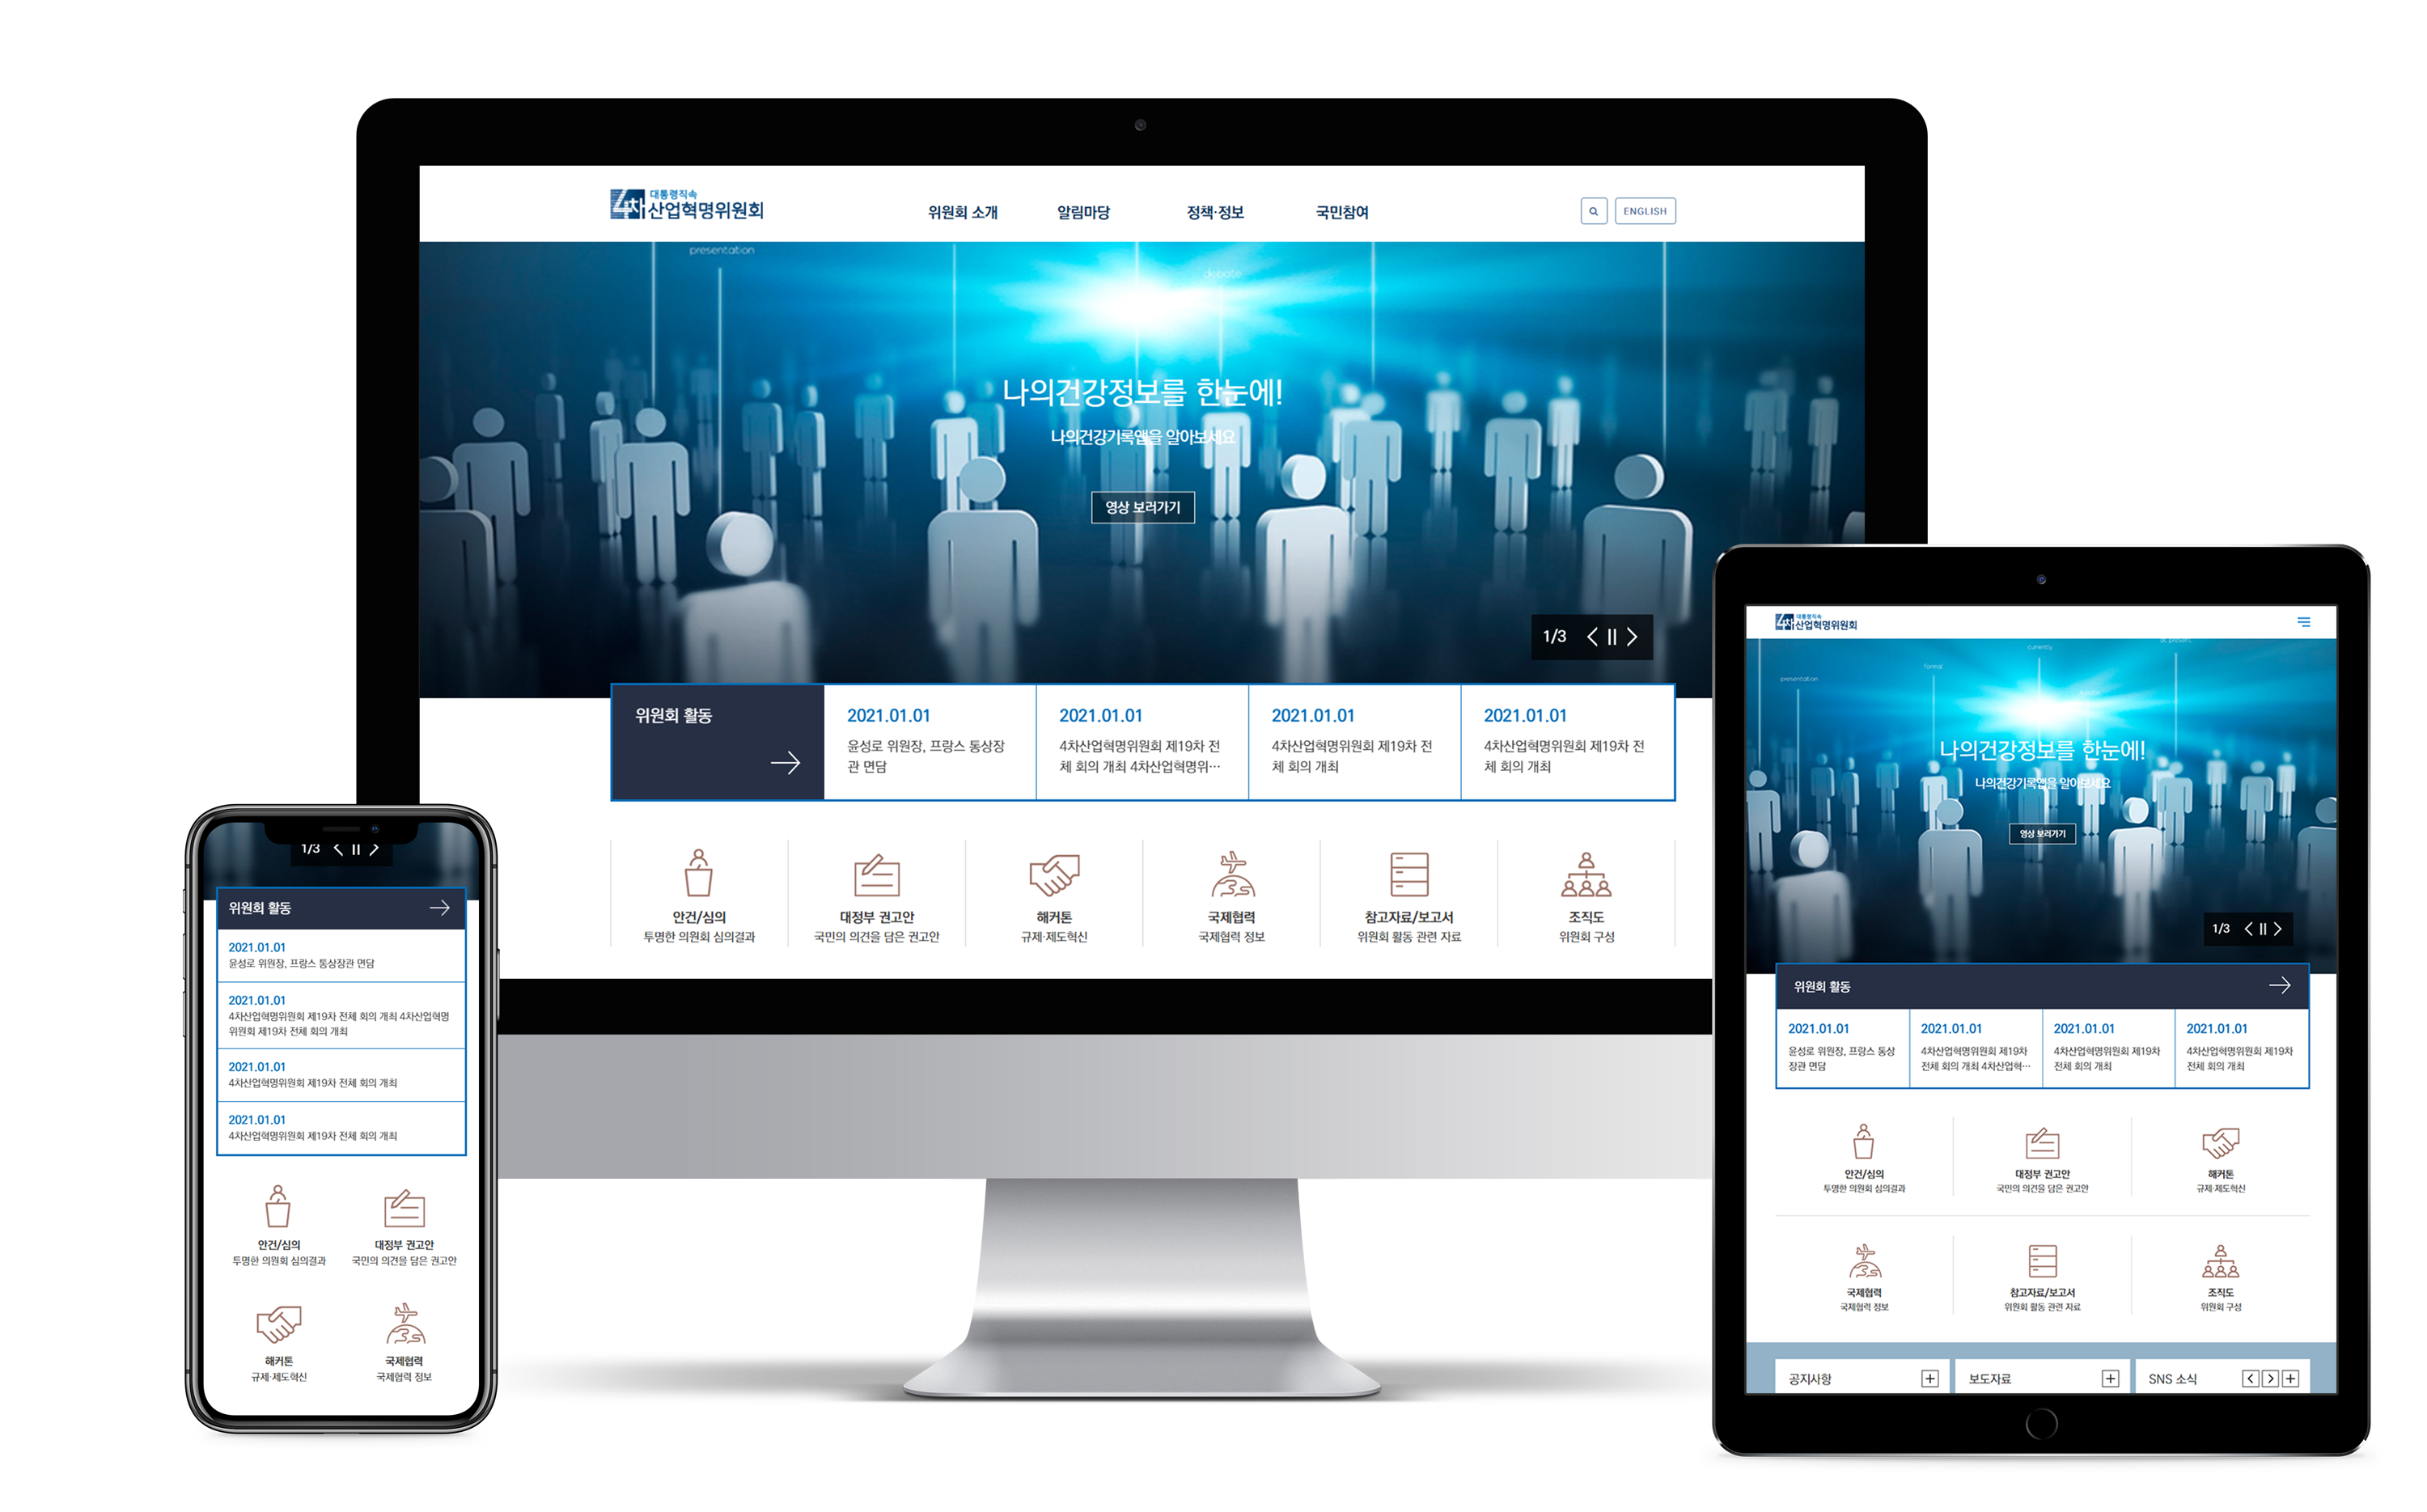 대통령직속
4차산업혁명위원회
위원회 소개
알림마당
정책·정보
국민참여
ENGLISH
presentation
debate
나의건강정보를 한눈에!
나의건강기록앱을 알아보세요
영상 보러가기
1/3
위원회 활동
2021.01.01
윤성로 위원장, 프랑스 통상장
관 면담
2021.01.01
4차산업혁명위원회 제19차 전
체 회의 개최 4차산업혁명위…
2021.01.01
4차산업혁명위원회 제19차 전
체 회의 개최
2021.01.01
4차산업혁명위원회 제19차 전
체 회의 개최
안건/심의
투명한 의원회 심의결과
대정부 권고안
국민의 의견을 담은 권고안
해커톤
규제·제도혁신
국제협력
국제협력 정보
참고자료/보고서
위원회 활동 관련 자료
조직도
위원회 구성
1/3
위원회 활동
2021.01.01
윤성로 위원장, 프랑스 통상장관 면담
2021.01.01
4차산업혁명위원회 제19차 전체 회의 개최 4차산업혁명
위원회 제19차 전체 회의 개최
2021.01.01
4차산업혁명위원회 제19차 전체 회의 개최
2021.01.01
4차산업혁명위원회 제19차 전체 회의 개최
안건/심의
투명한 의원회 심의결과
대정부 권고안
국민의 의견을 담은 권고안
해커톤
규제·제도혁신
국제협력
국제협력 정보
대통령직속
4차산업혁명위원회
currently
formal
presentation
나의건강정보를 한눈에!
나의건강기록앱을 알아보세요
영상 보러가기
1/3
위원회 활동
2021.01.01
윤성로 위원장, 프랑스 통상
장관 면담
2021.01.01
4차산업혁명위원회 제19차
전체 회의 개최 4차산업혁…
2021.01.01
4차산업혁명위원회 제19차
전체 회의 개최
2021.01.01
4차산업혁명위원회 제19차
전체 회의 개최
안건/심의
투명한 의원회 심의결과
대정부 권고안
국민의 의견을 담은 권고안
해커톤
규제·제도혁신
국제협력
국제협력 정보
참고자료/보고서
위원회 활동 관련 자료
조직도
위원회 구성
공지사항
보도자료
SNS 소식